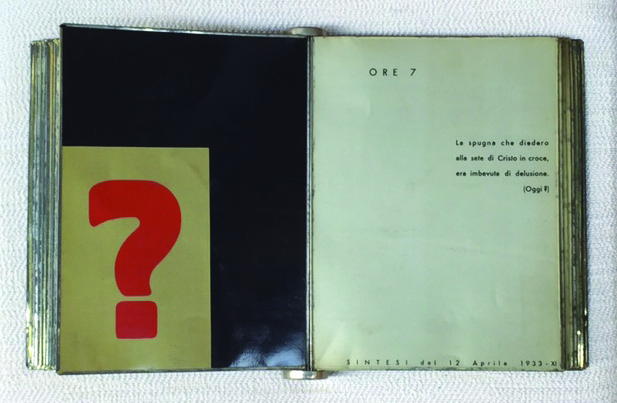 ?
ORE 7
La spugna che diedero
alla sete di Cristo in croce,
era imbevuta di delusione.
(Oggi ?)
SINTESI del 12 Aprile 1933-XI